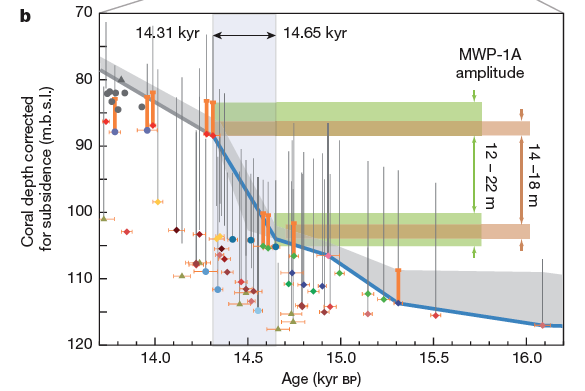 b
70
80
90
100
110
120
Coral depth corrected
for subsidence (m.b.s.l.)
14.31 kyr
14.65 kyr
MWP-1A
amplitude
12 – 22 m
14 –18 m
14.0
14.5
15.0
15.5
16.0
Age (kyr BP)